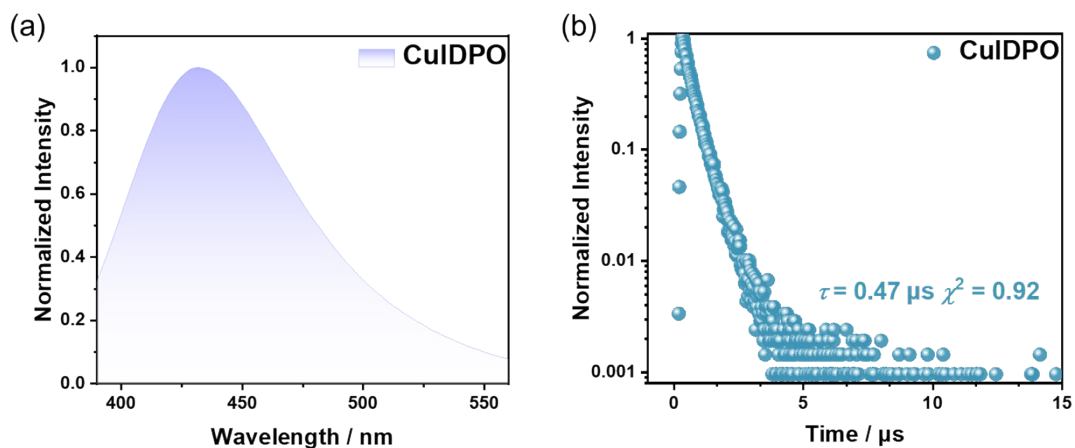 (a)
CuIDPO
1.0
0.8
0.6
0.4
0.2
0.0
Normalized Intensity
400
450
500
550
Wavelength / nm
(b)
CuIDPO
1
0.1
0.01
0.001
Normalized Intensity
τ = 0.47 μs χ² = 0.92
0
5
10
15
Time / μs